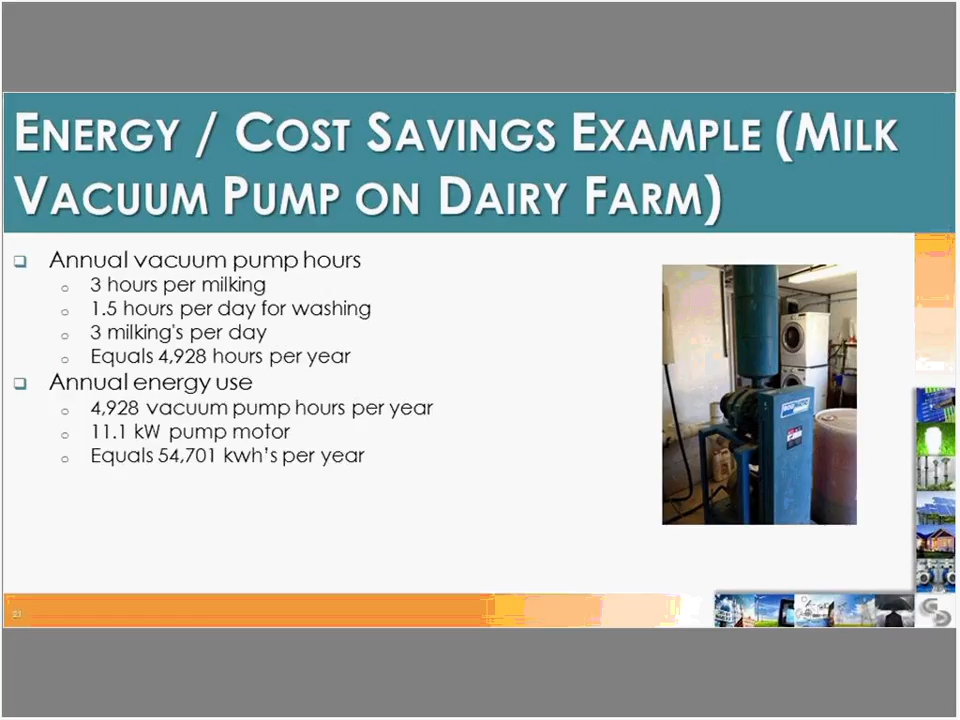 ENERGY / COST SAVINGS EXAMPLE (MILK
VACUUM PUMP ON DAIRY FARM)
Annual vacuum pump hours
3 hours per milking
1.5 hours per day for washing
3 milking's per day
Equals 4,928 hours per year
Annual energy use
4,928 vacuum pump hours per year
11.1 kW pump motor
Equals 54,701 kwh's per year